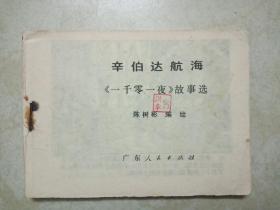 辛伯达航海
《一千零一夜》故事选
陈树彬 编绘
广东人民出版社